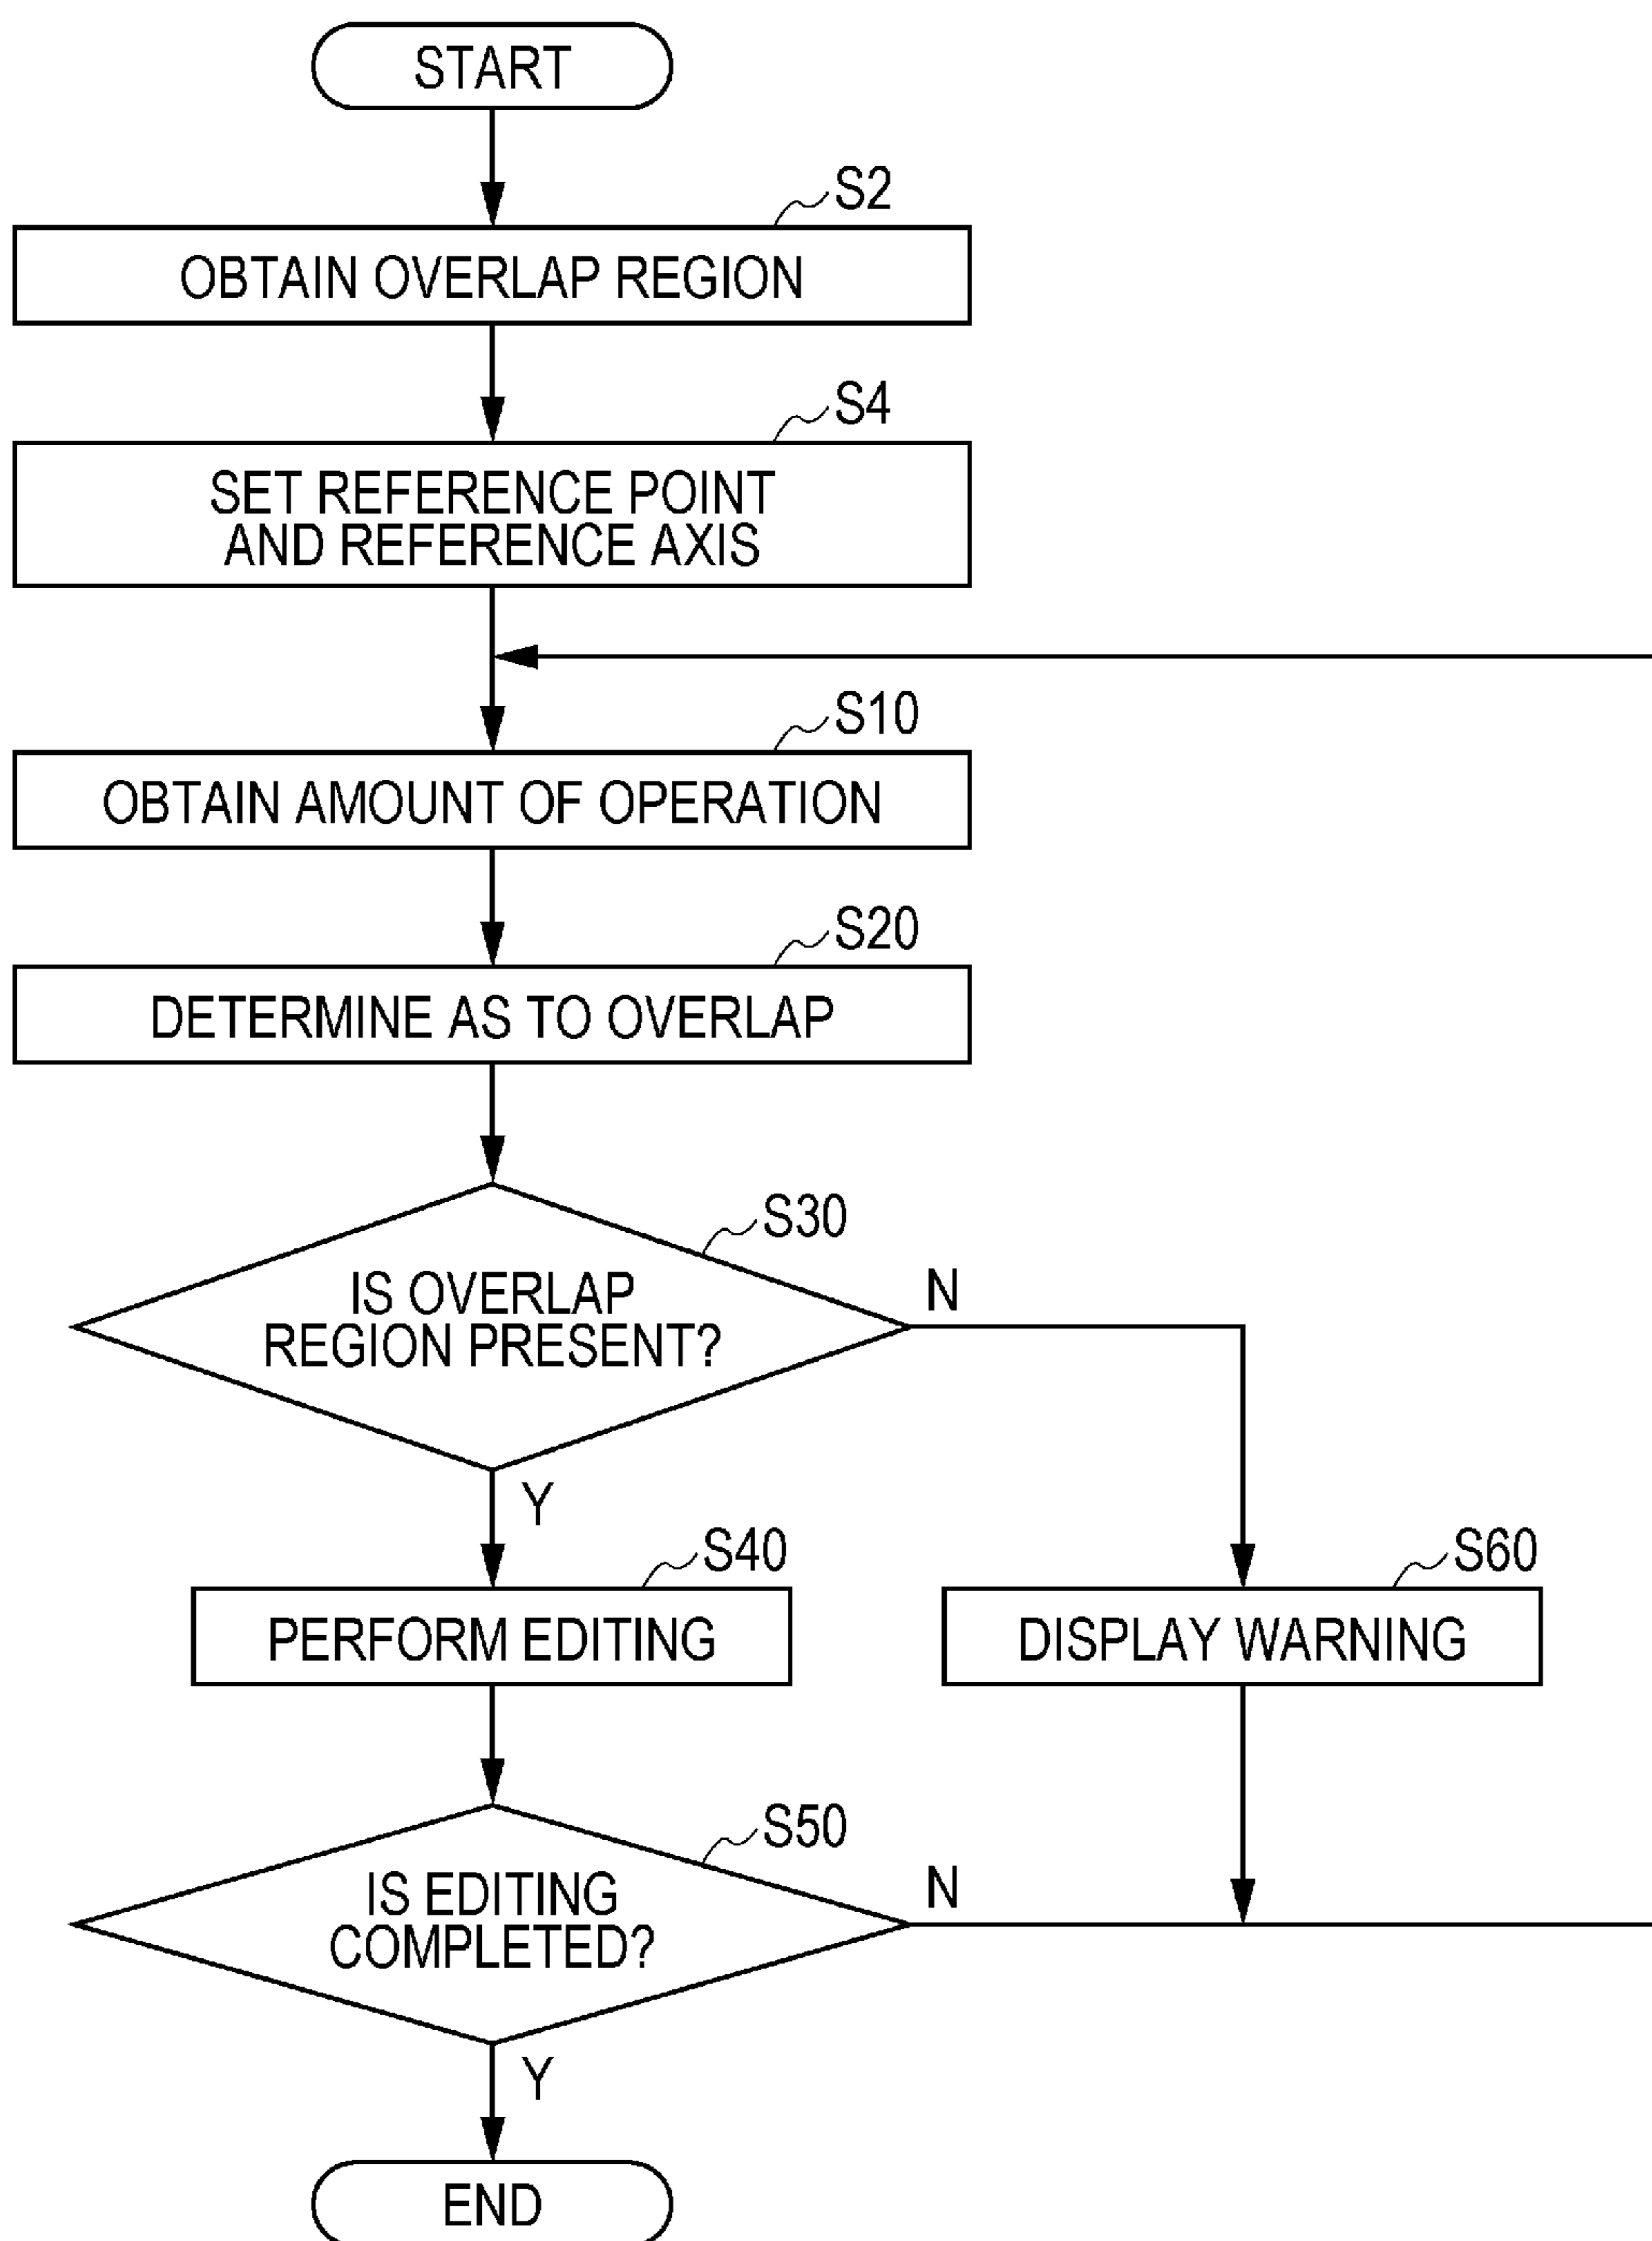 START
S2
OBTAIN OVERLAP REGION
S4
SET REFERENCE POINT
AND REFERENCE AXIS
S10
OBTAIN AMOUNT OF OPERATION
S20
DETERMINE AS TO OVERLAP
S30
IS OVERLAP
REGION PRESENT?
N
Y
S40
PERFORM EDITING
S60
DISPLAY WARNING
S50
IS EDITING
COMPLETED?
N
Y
END